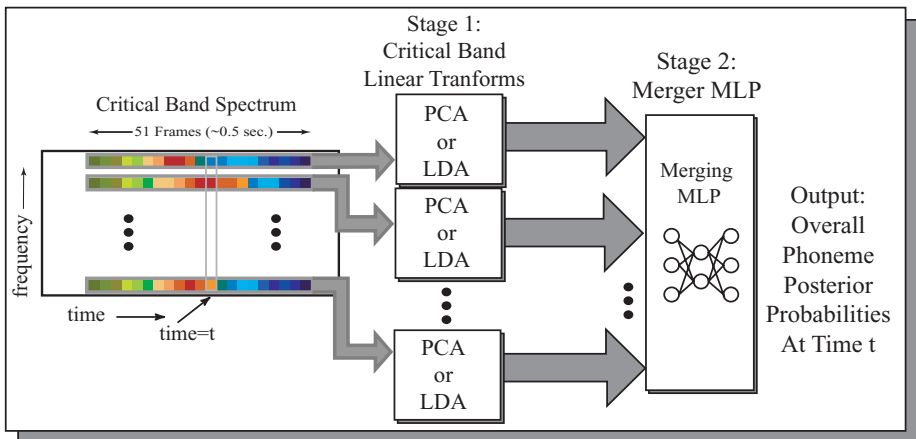 Stage 1:
Critical Band
Linear Tranforms
Stage 2:
Merger MLP
Critical Band Spectrum
51 Frames (~0.5 sec.)
frequency
time
time=t
PCA
or
LDA
PCA
or
LDA
PCA
or
LDA
Merging
MLP
Output:
Overall
Phoneme
Posterior
Probabilities
At Time t